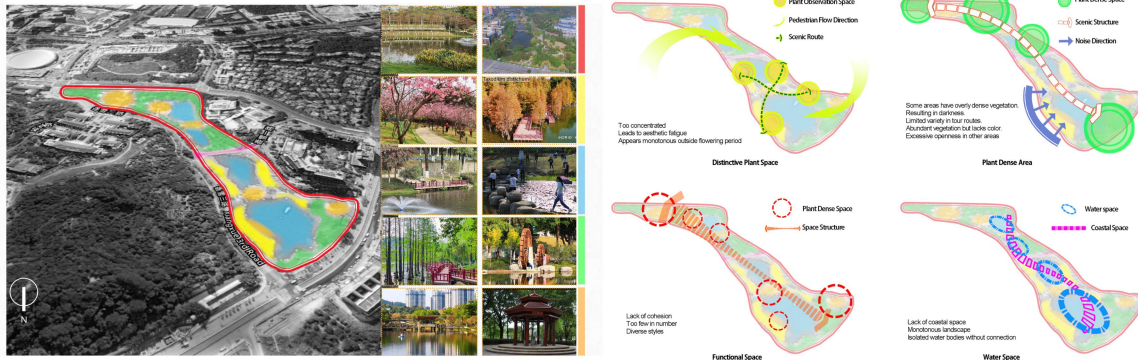 Plant Observation Space
Pedestrian Flow Direction
Scenic Route
Too concentrated
Leads to aesthetic fatigue
Appears monotonous outside flowering period
Distinctive Plant Space
Plant Dense Space
Scenic Structure
Noise Direction
Some areas have overly dense vegetation.
Resulting in darkness.
Limited variety in tour routes.
Abundant vegetation but lacks color.
Excessive openness in other areas
Plant Dense Area
N
Plant Dense Space
Space Structure
Lack of cohesion
Too few in number
Diverse styles
Functional Space
Water space
Coastal Space
Lack of coastal space
Monotonous landscape
Isolated water bodies without connection
Water Space